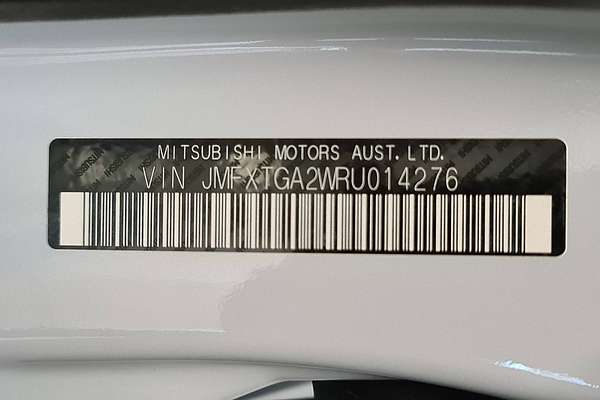 MITSUBISHI MOTORS AUST. LTD.
VIN JMFXTGA2WRU014276